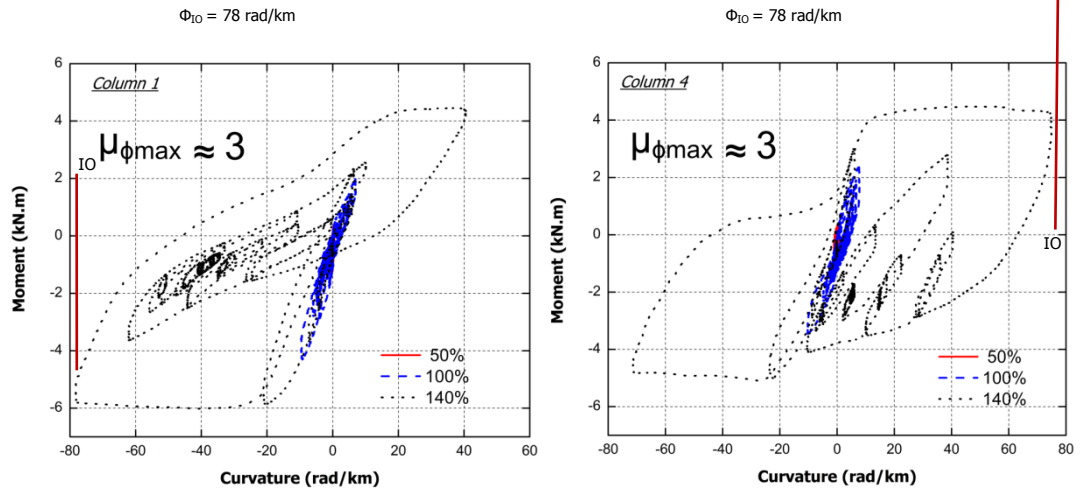 ΦIO = 78 rad/km
ΦIO = 78 rad/km
Column 1
μϕmax ≈ 3
IO
Moment (kN.m)
6
4
2
0
-2
-4
-6
50%
100%
140%
-80 -60 -40 -20 0 20 40 60
Curvature (rad/km)
Column 4
μϕmax ≈ 3
IO
Moment (kN.m)
6
4
2
0
-2
-4
-6
50%
100%
140%
-80 -60 -40 -20 0 20 40 60 80
Curvature (rad/km)